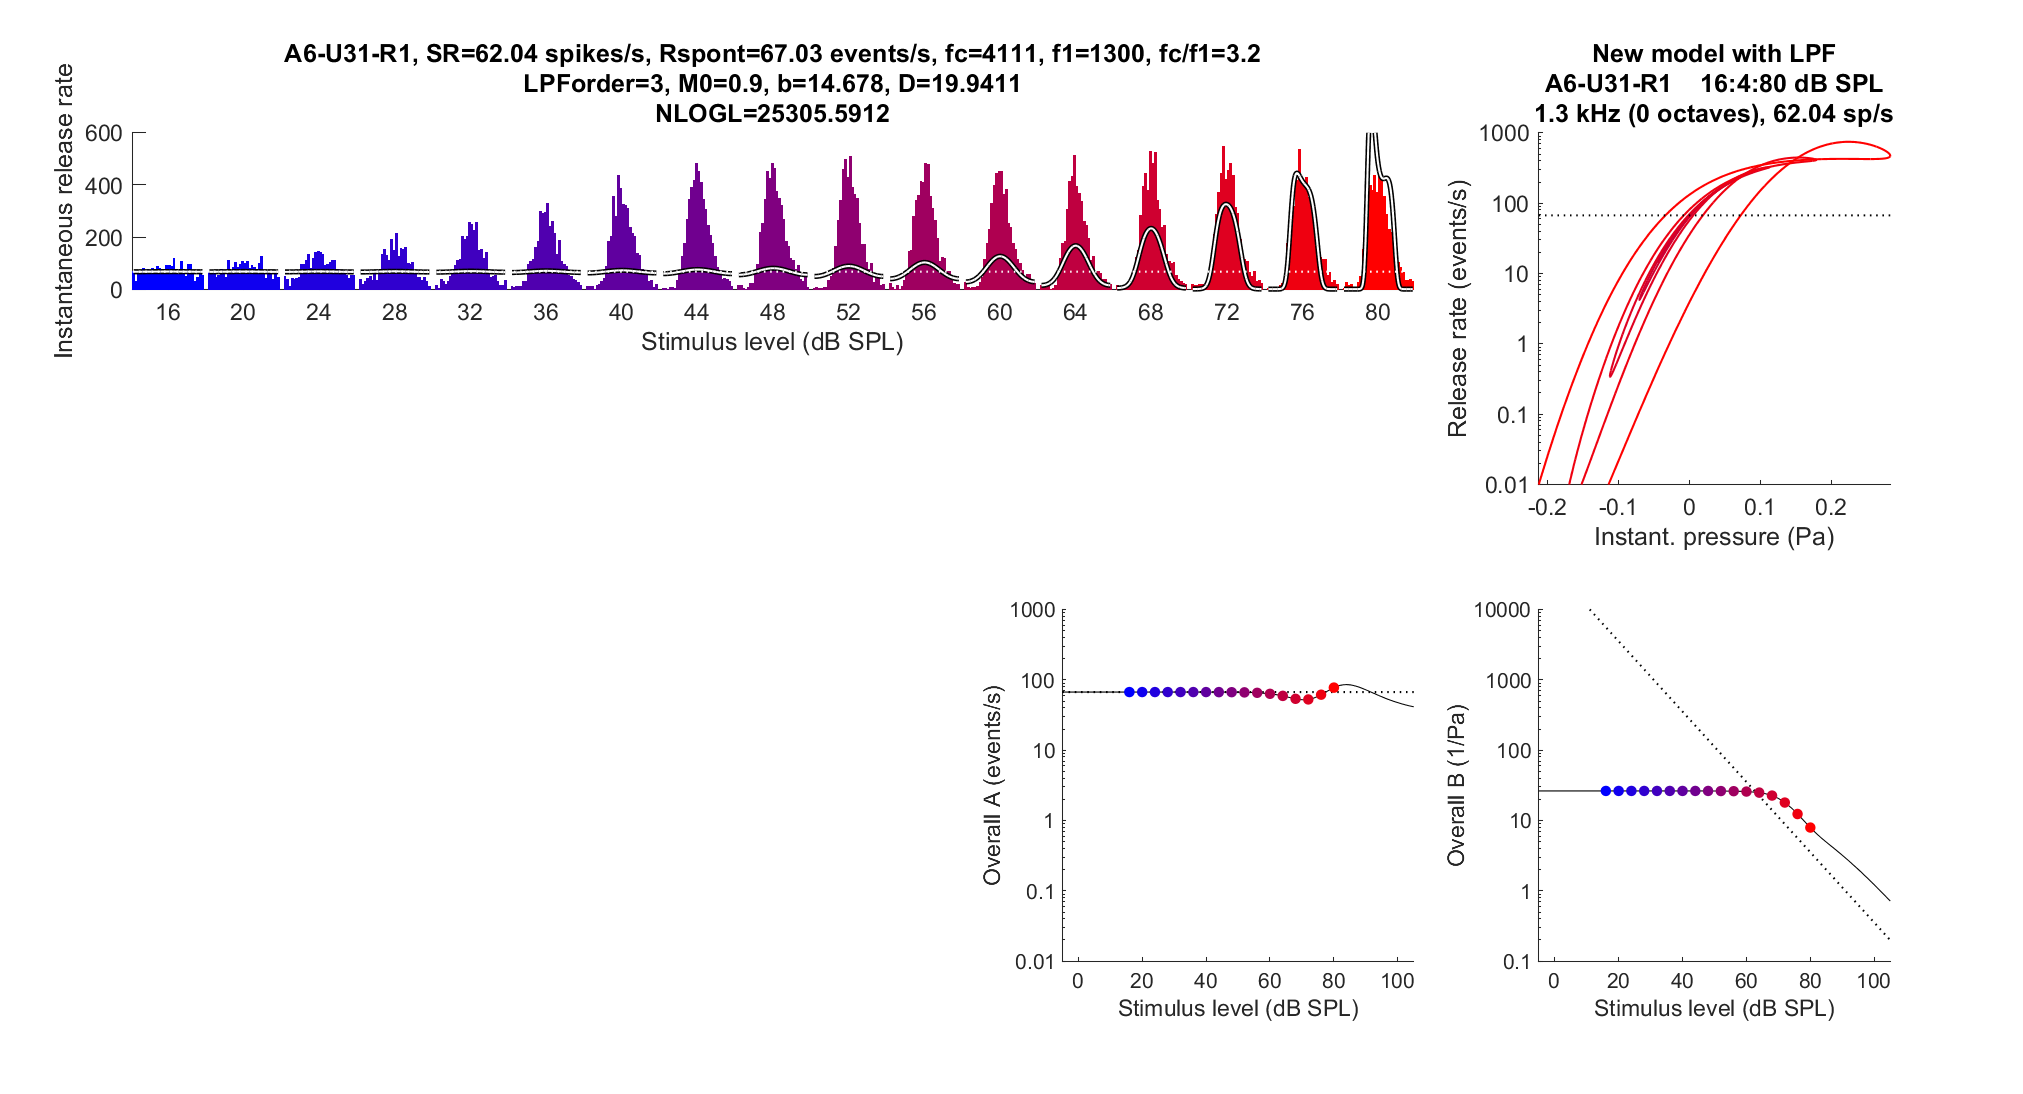 A6-U31-R1, SR=62.04 spikes/s, Rspont=67.03 events/s, fc=4111, f1=1300, fc/f1=3.2
LPForder=3, M0=0.9, b=14.678, D=19.9411
NLOGL=25305.5912
Instantaneous release rate
600
400
200
0
16 20 24 28 32 36 40 44 48 52 56 60 64 68 72 76 80
Stimulus level (dB SPL)
New model with LPF
A6-U31-R1 16:4:80 dB SPL
1.3 kHz (0 octaves), 62.04 sp/s
Release rate (events/s)
1000
100
10
1
0.1
0.01
-0.2 -0.1 0 0.1 0.2
Instant. pressure (Pa)
Overall A (events/s)
1000
100
10
1
0.1
0.01
0 20 40 60 80 100
Stimulus level (dB SPL)
Overall B (1/Pa)
10000
1000
100
10
1
0.1
0 20 40 60 80 100
Stimulus level (dB SPL)